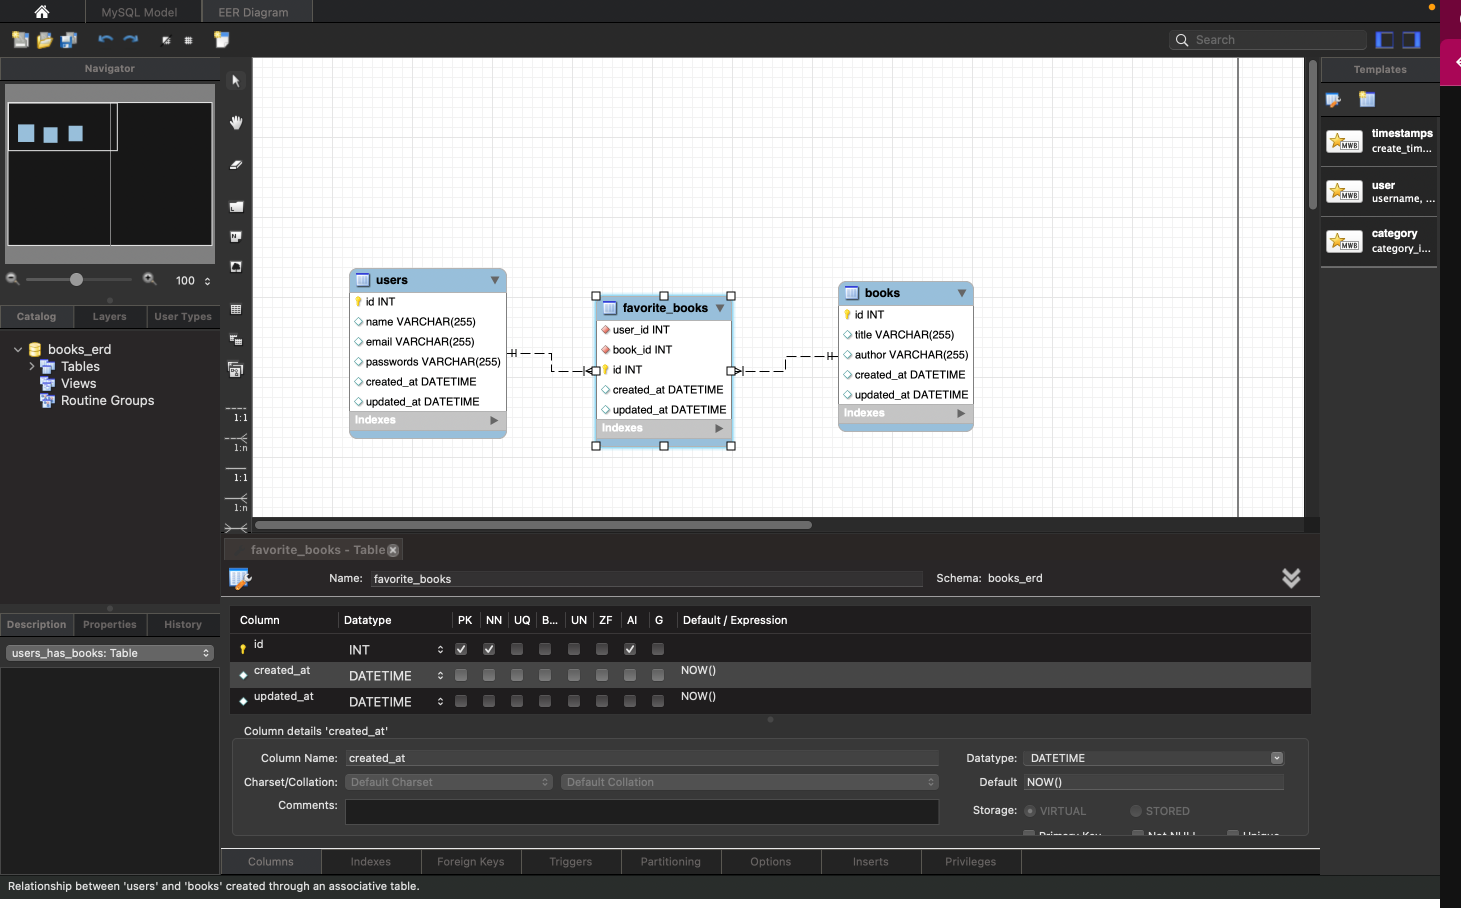 MySQL Model
EER Diagram
Search
Navigator
Templates
timestamps
create_tim...
user
username, ...
category
category_i...
100
Catalog
Layers
User Types
books_erd
Tables
Views
Routine Groups
1:1
1:n
1:1
1:n
users
id INT
name VARCHAR(255)
email VARCHAR(255)
passwords VARCHAR(255)
created_at DATETIME
updated_at DATETIME
Indexes
favorite_books
user_id INT
book_id INT
id INT
created_at DATETIME
updated_at DATETIME
Indexes
books
id INT
title VARCHAR(255)
author VARCHAR(255)
created_at DATETIME
updated_at DATETIME
Indexes
favorite_books - Table
Name: favorite_books Schema: books_erd
Column Datatype PK NN UQ B... UN ZF AI G Default / Expression
id INT
created_at DATETIME NOW()
updated_at DATETIME NOW()
Description
Properties
History
users_has_books: Table
Column details 'created_at'
Column Name: created_at
Datatype: DATETIME
Charset/Collation: Default Charset Default Collation
Default NOW()
Comments:
Storage: VIRTUAL STORED
Primary Key Not NULL Unique
Columns
Indexes
Foreign Keys
Triggers
Partitioning
Options
Inserts
Privileges
Relationship between 'users' and 'books' created through an associative table.